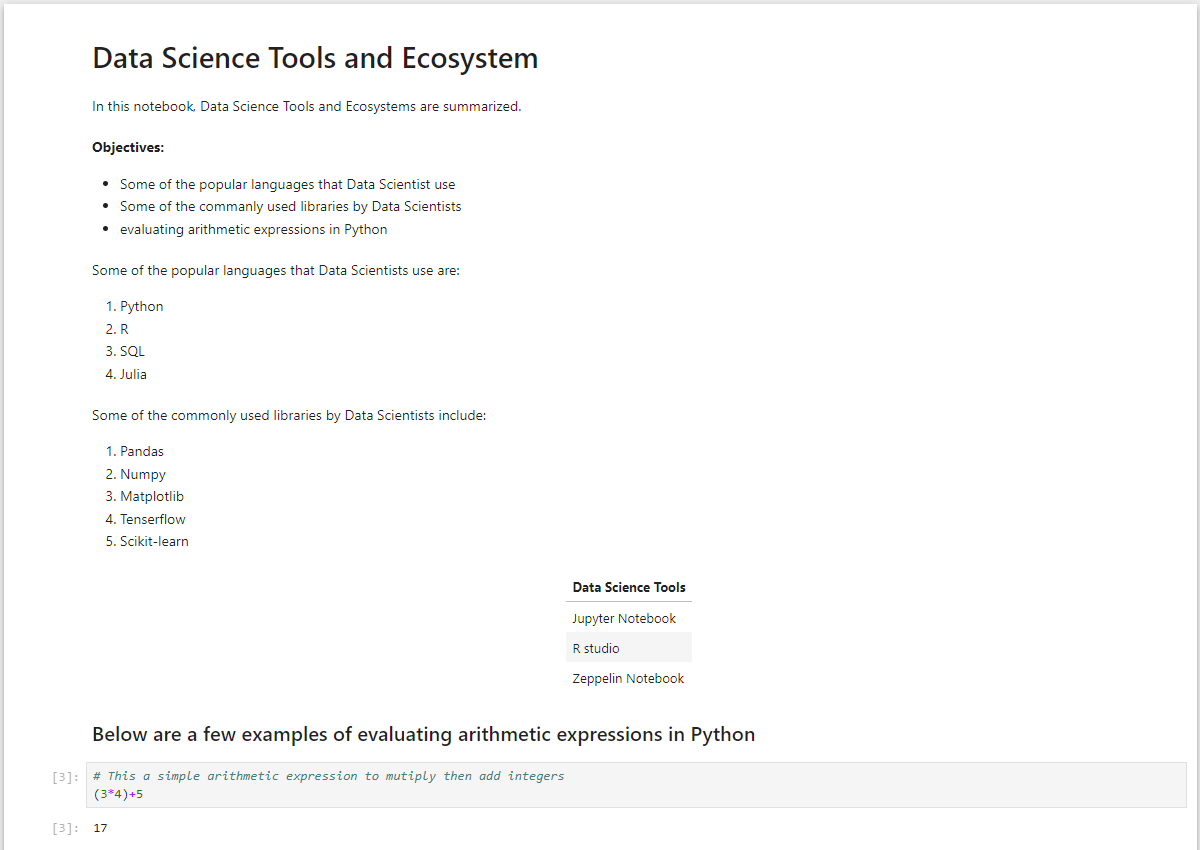 Data Science Tools and Ecosystem
In this notebook, Data Science Tools and Ecosystems are summarized.
Objectives:
• Some of the popular languages that Data Scientist use
• Some of the commanly used libraries by Data Scientists
• evaluating arithmetic expressions in Python
Some of the popular languages that Data Scientists use are:
1. Python
2. R
3. SQL
4. Julia
Some of the commonly used libraries by Data Scientists include:
1. Pandas
2. Numpy
3. Matplotlib
4. Tenserflow
5. Scikit-learn
Data Science Tools
Jupyter Notebook
R studio
Zeppelin Notebook
Below are a few examples of evaluating arithmetic expressions in Python
[3]: # This a simple arithmetic expression to mutiply then add integers
(3*4)+5
[3]: 17